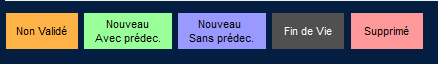 Non Validé
Nouveau
Avec prédec.
Nouveau
Sans prédec.
Fin de Vie
Supprimé